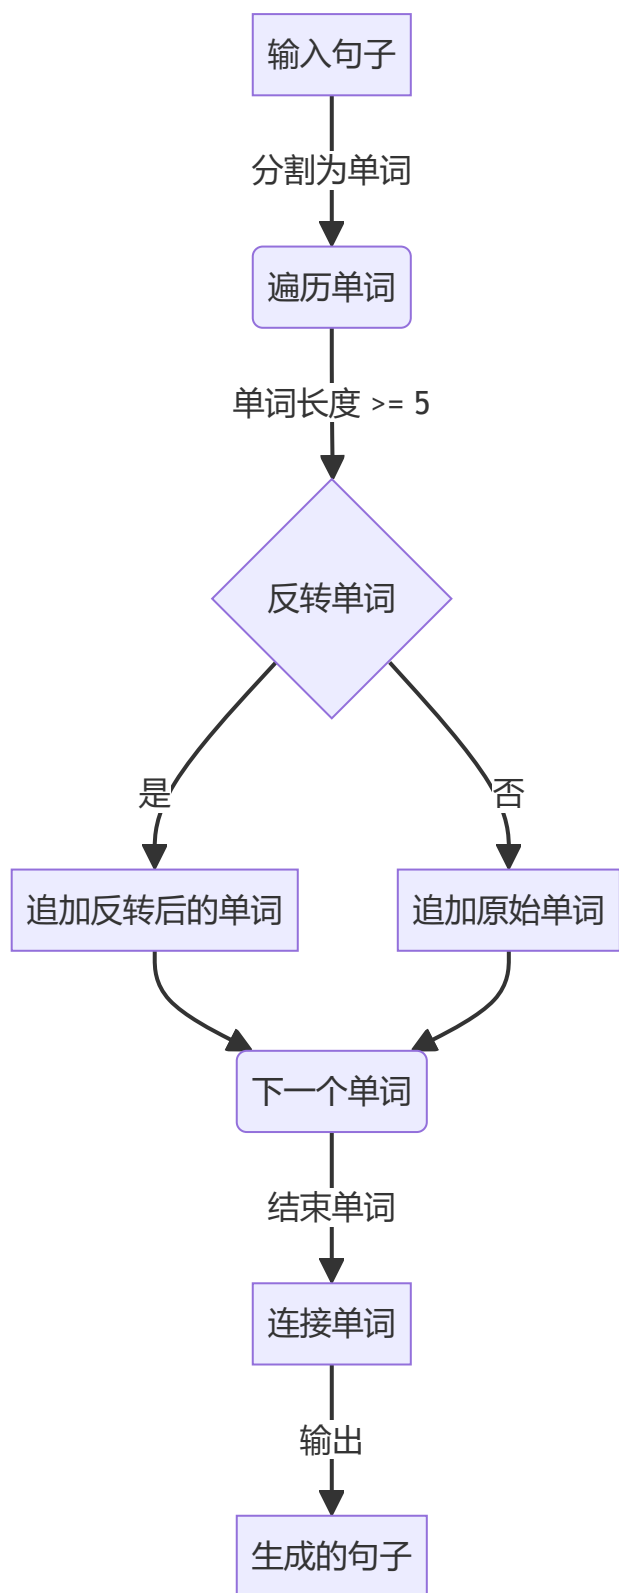 输入句子
分割为单词
遍历单词
单词长度 >= 5
反转单词
是
否
追加反转后的单词
追加原始单词
下一个单词
结束单词
连接单词
输出
生成的句子